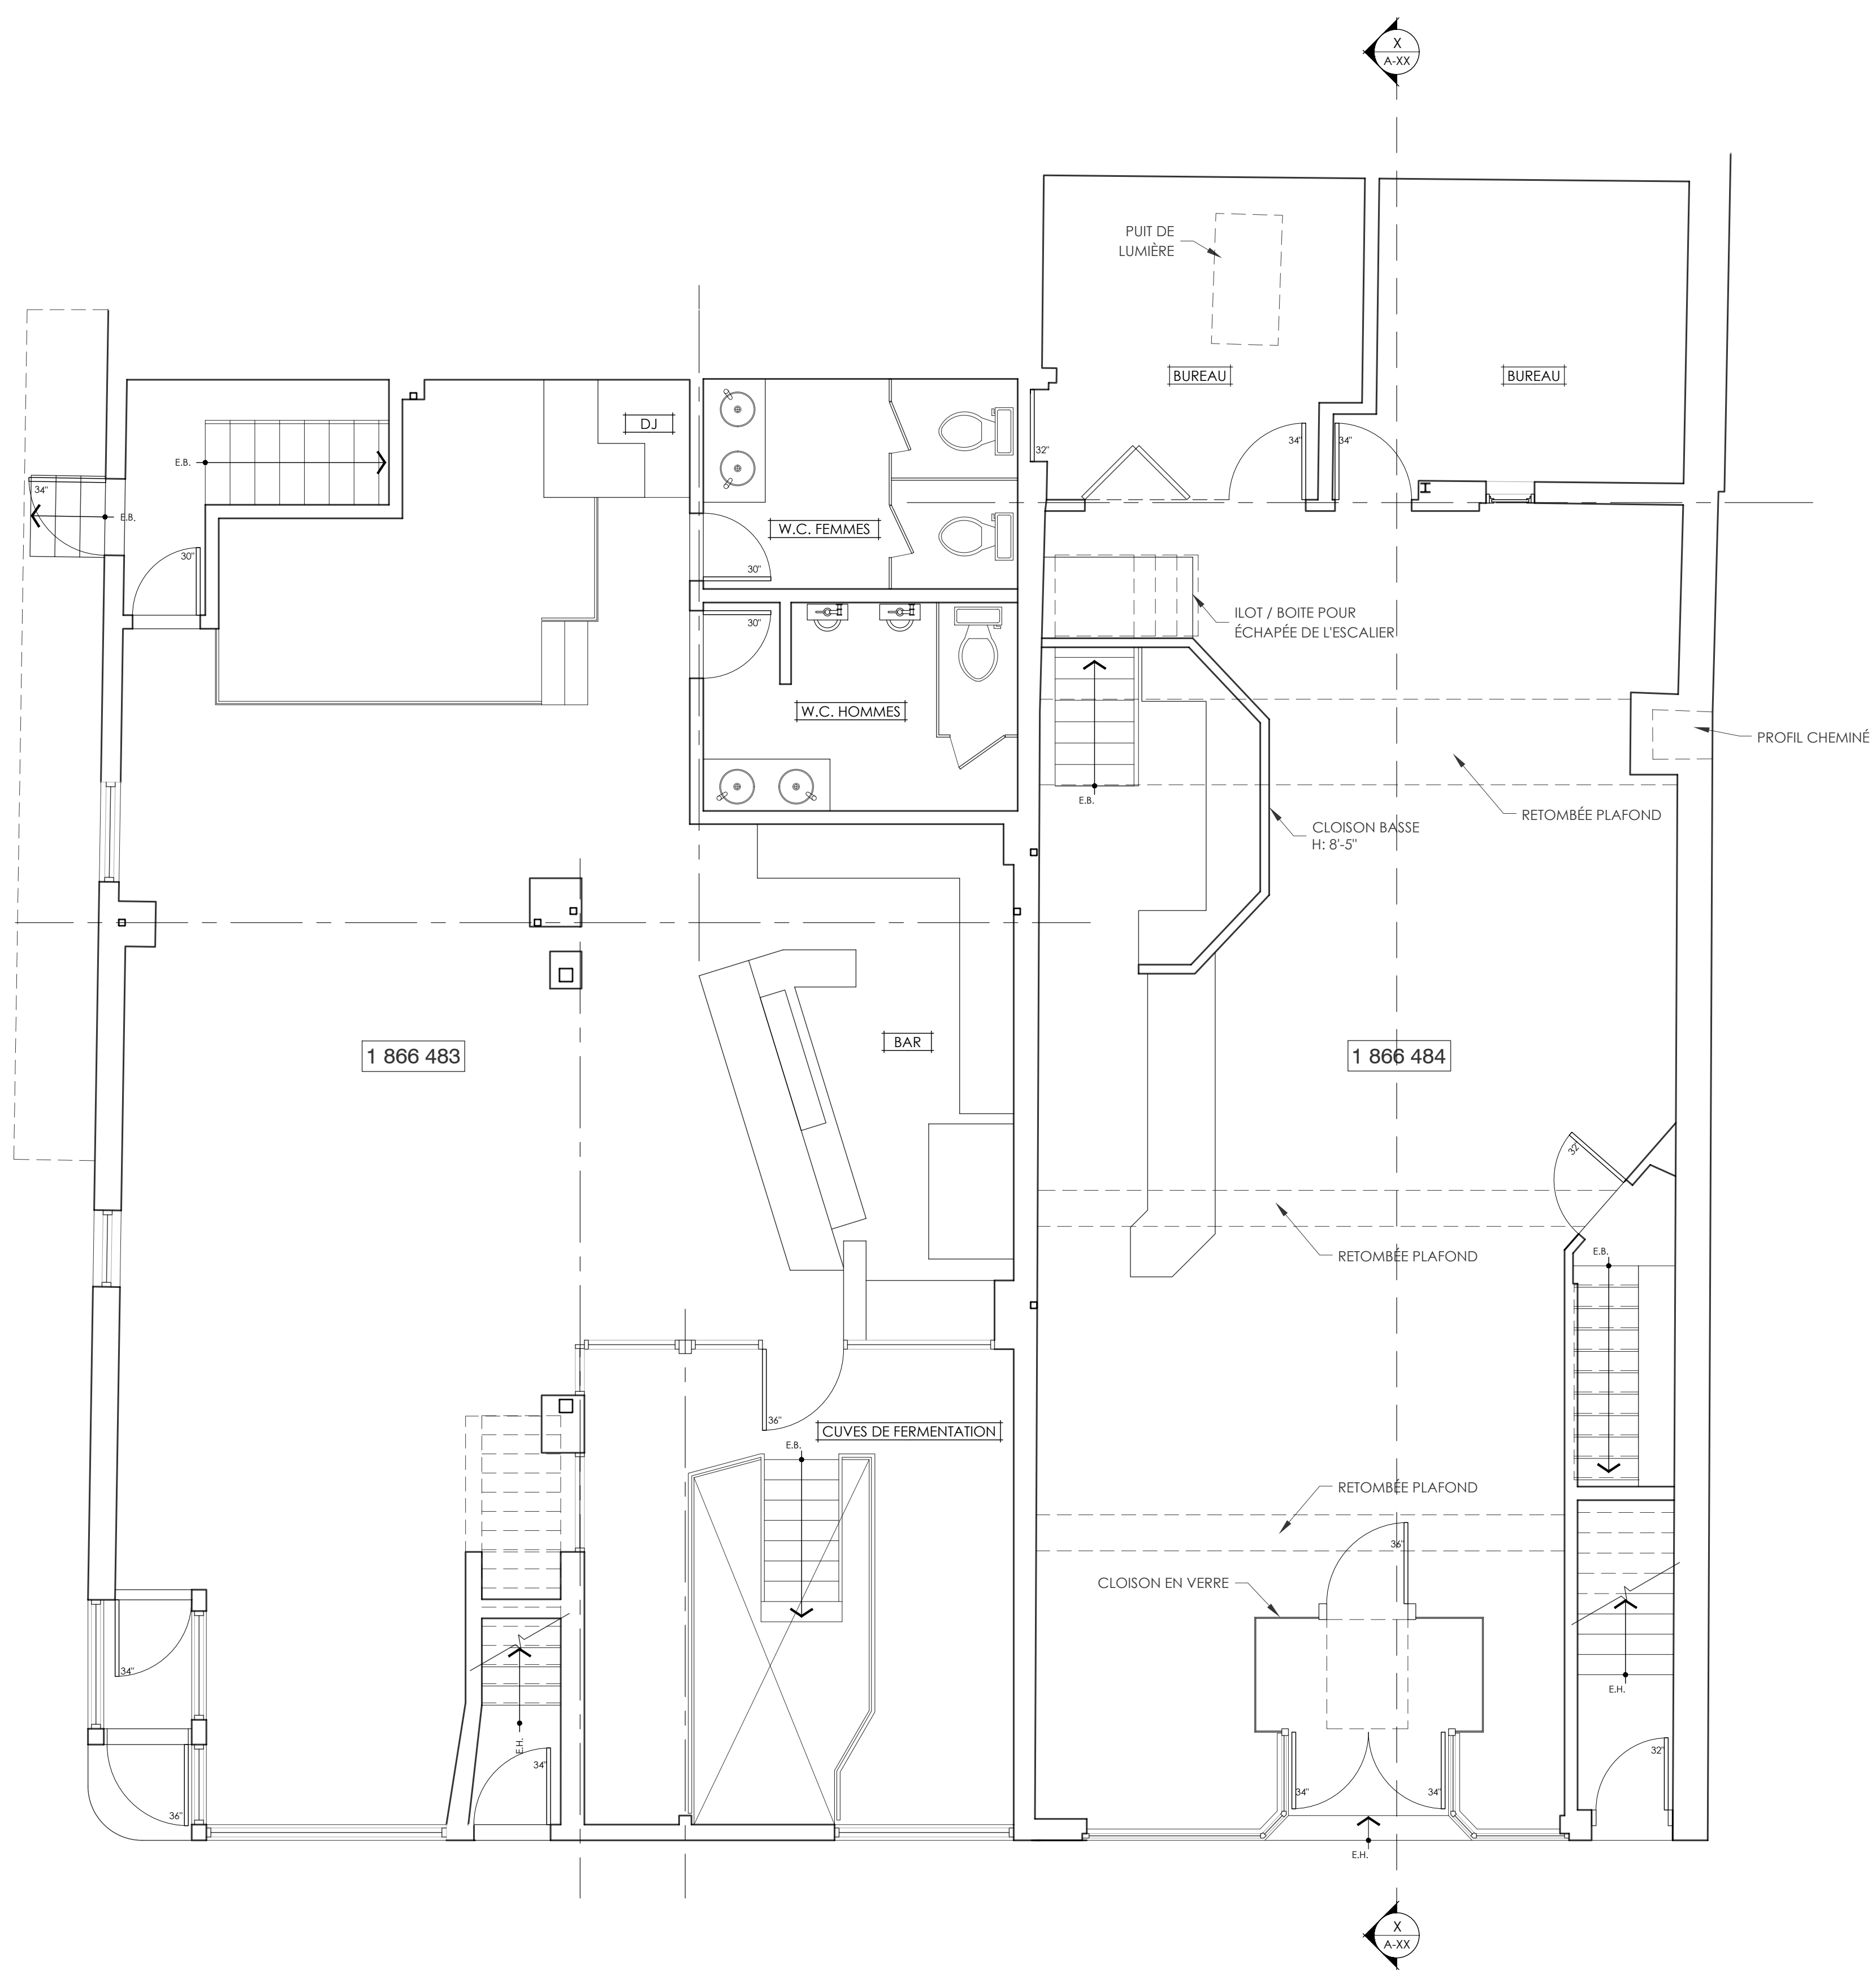 X
A-XX
PUIT DE
LUMIÈRE
BUREAU
BUREAU
DJ
34"
34"
32"
E.B.
34"
E.B.
W.C. FEMMES
30"
30"
30"
ILOT / BOITE POUR
ÉCHAPÉE DE L'ESCALIER
W.C. HOMMES
PROFIL CHEMINÉ
E.B.
RETOMBÉE PLAFOND
CLOISON BASSE
H: 8'-5"
BAR
1 866 483
1 866 484
32"
RETOMBÉE PLAFOND
E.B.
36"
CUVES DE FERMENTATION
E.B.
RETOMBÉE PLAFOND
36"
CLOISON EN VERRE
34"
E.H.
E.H.
34"
32"
34"
34"
36"
E.H.
X
A-XX